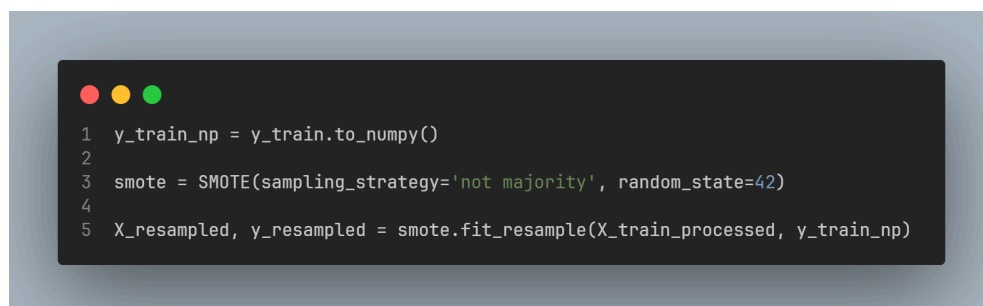 1 y_train_np = y_train.to_numpy()
2
3 smote = SMOTE(sampling_strategy='not majority', random_state=42)
4
5 X_resampled, y_resampled = smote.fit_resample(X_train_processed, y_train_np)